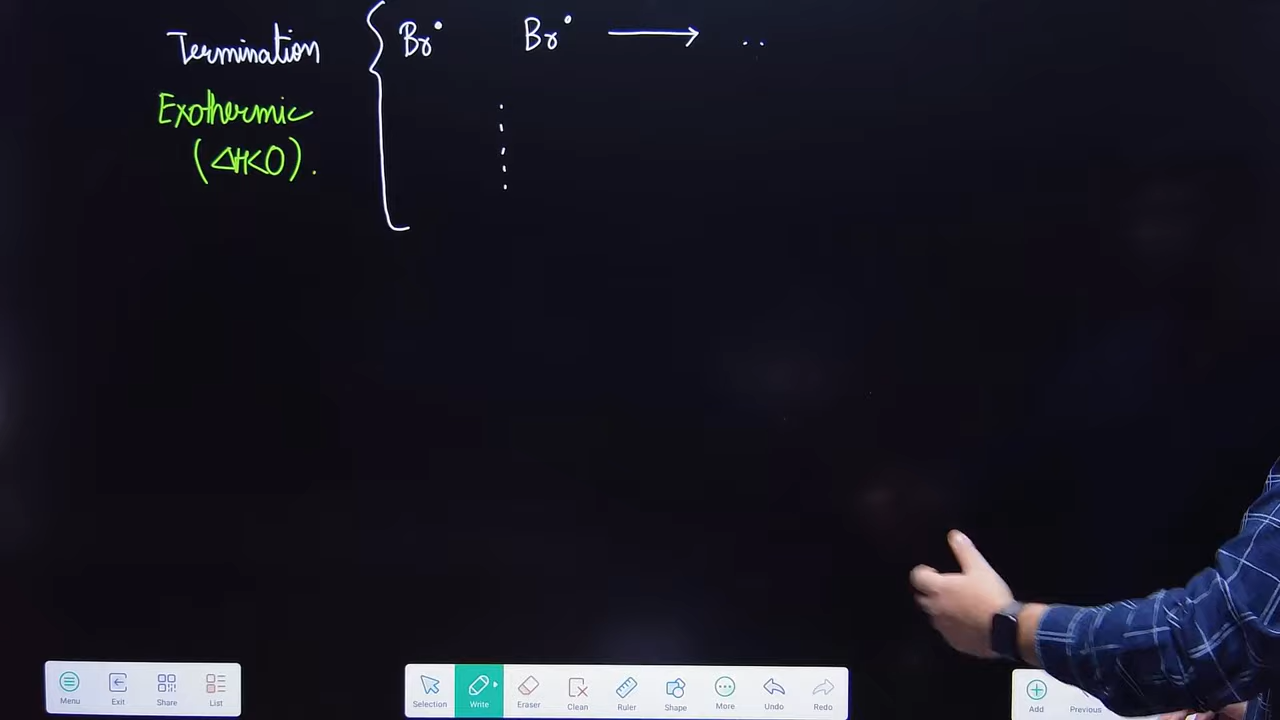 Termination { Br• Br• ⟶ ..
Exothermic
(ΔH<0).
Menu Exit Share List Selection Write Eraser Clean Ruler Shape More Undo Redo Add Previous